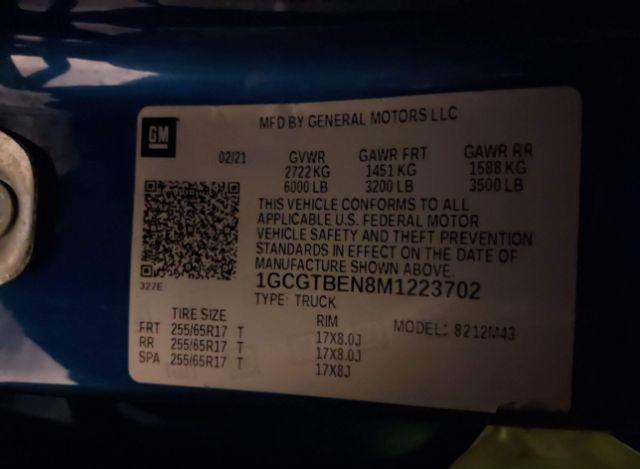 GM
MFD BY GENERAL MOTORS LLC
02/21 GVWR GAWR FRT GAWR RR
2722 KG 1451 KG 1588 KG
6000 LB 3200 LB 3500 LB
THIS VEHICLE CONFORMS TO ALL
APPLICABLE U.S. FEDERAL MOTOR
VEHICLE SAFETY AND THEFT PREVENTION
STANDARDS IN EFFECT ON THE DATE OF
MANUFACTURE SHOWN ABOVE.
327E
1GCGTBEN8M1223702
TYPE: TRUCK
TIRE SIZE RIM MODEL: 8212M43
FRT 255/65R17 T 17X8.0J
RR 255/65R17 T 17X8.0J
SPA 255/65R17 T 17X8J